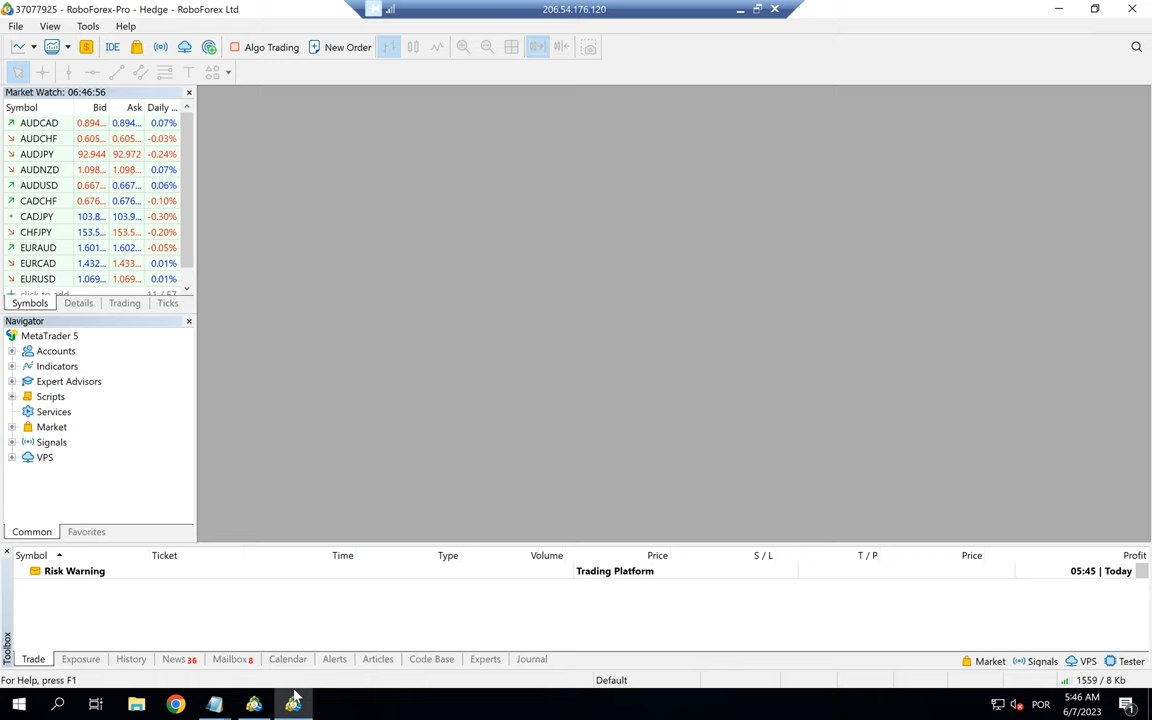 37077925 - RoboForex-Pro - Hedge - RoboForex Ltd
206.54.176.120
File View Tools Help
IDE Algo Trading New Order
Market Watch: 06:46:56
Symbol Bid Ask Daily ...
AUDCAD 0.894... 0.894... 0.07%
AUDCHF 0.605... 0.605... -0.03%
AUDJPY 92.944 92.972 -0.24%
AUDNZD 1.098... 1.098... 0.07%
AUDUSD 0.667... 0.667... 0.06%
CADCHF 0.676... 0.676... -0.10%
CADJPY 103.8... 103.9... -0.30%
CHFJPY 153.5... 153.5... -0.20%
EURAUD 1.601... 1.602... -0.05%
EURCAD 1.432... 1.433... 0.01%
EURUSD 1.069... 1.069... 0.01%
click to add 11 / 57
Symbols Details Trading Ticks
Navigator
MetaTrader 5
Accounts
Indicators
Expert Advisors
Scripts
Services
Market
Signals
VPS
Common Favorites
Symbol Ticket Time Type Volume Price S / L T / P Price Profit
Risk Warning Trading Platform 05:45 | Today
Toolbox
Trade Exposure History News 36 Mailbox 8 Calendar Alerts Articles Code Base Experts Journal Market Signals VPS Tester
For Help, press F1 Default 1559 / 8 Kb
POR
5:46 AM
6/7/2023
1